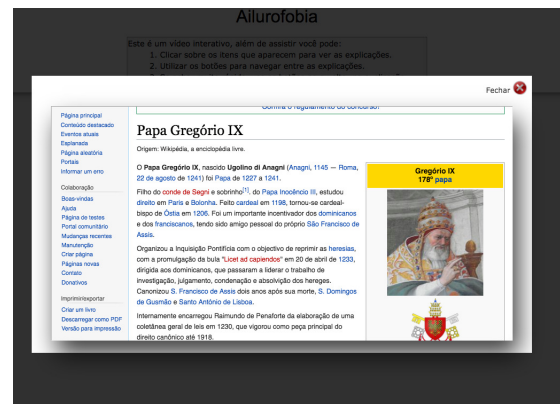 Ailurofobia
Este é um vídeo interativo, além de assistir você pode:
1. Clicar sobre os itens que aparecem para ver as explicações.
2. Utilizar os botões para navegar entre as explicações.
Fechar
Confira o regulamento do concurso!
Página principal
Conteúdo destacado
Eventos atuais
Esplanada
Página aleatória
Portais
Informar um erro
Colaboração
Boas-vindas
Ajuda
Página de testes
Portal comunitário
Mudanças recentes
Manutenção
Criar página
Páginas novas
Contato
Donativos
Imprimir/exportar
Criar um livro
Descarregar como PDF
Versão para impressão
Papa Gregório IX
Origem: Wikipédia, a enciclopédia livre.
O Papa Gregório IX, nascido Ugolino di Anagni (Anagni, 1145 — Roma,
22 de agosto de 1241) foi Papa de 1227 a 1241.
Filho do conde de Segni e sobrinho[1], do Papa Inocêncio III, estudou
direito em Paris e Bolonha. Feito cardeal em 1198, tornou-se cardeal-
bispo de Óstia em 1206. Foi um importante incentivador dos dominicanos
e dos franciscanos, tendo sido amigo pessoal do próprio São Francisco de
Assis.
Organizou a Inquisição Pontifícia com o objectivo de reprimir as heresias,
com a promulgação da bula "Licet ad capiendos" em 20 de abril de 1233,
dirigida aos dominicanos, que passaram a liderar o trabalho de
investigação, julgamento, condenação e absolvição dos hereges.
Canonizou S. Francisco de Assis dois anos após sua morte, S. Domingos
de Gusmão e Santo António de Lisboa.
Internamente encarregou Raimundo de Penaforte da elaboração de uma
coletânea geral de leis em 1230, que vigorou como peça principal do
direito canônico até 1918.
Gregório IX
178º papa